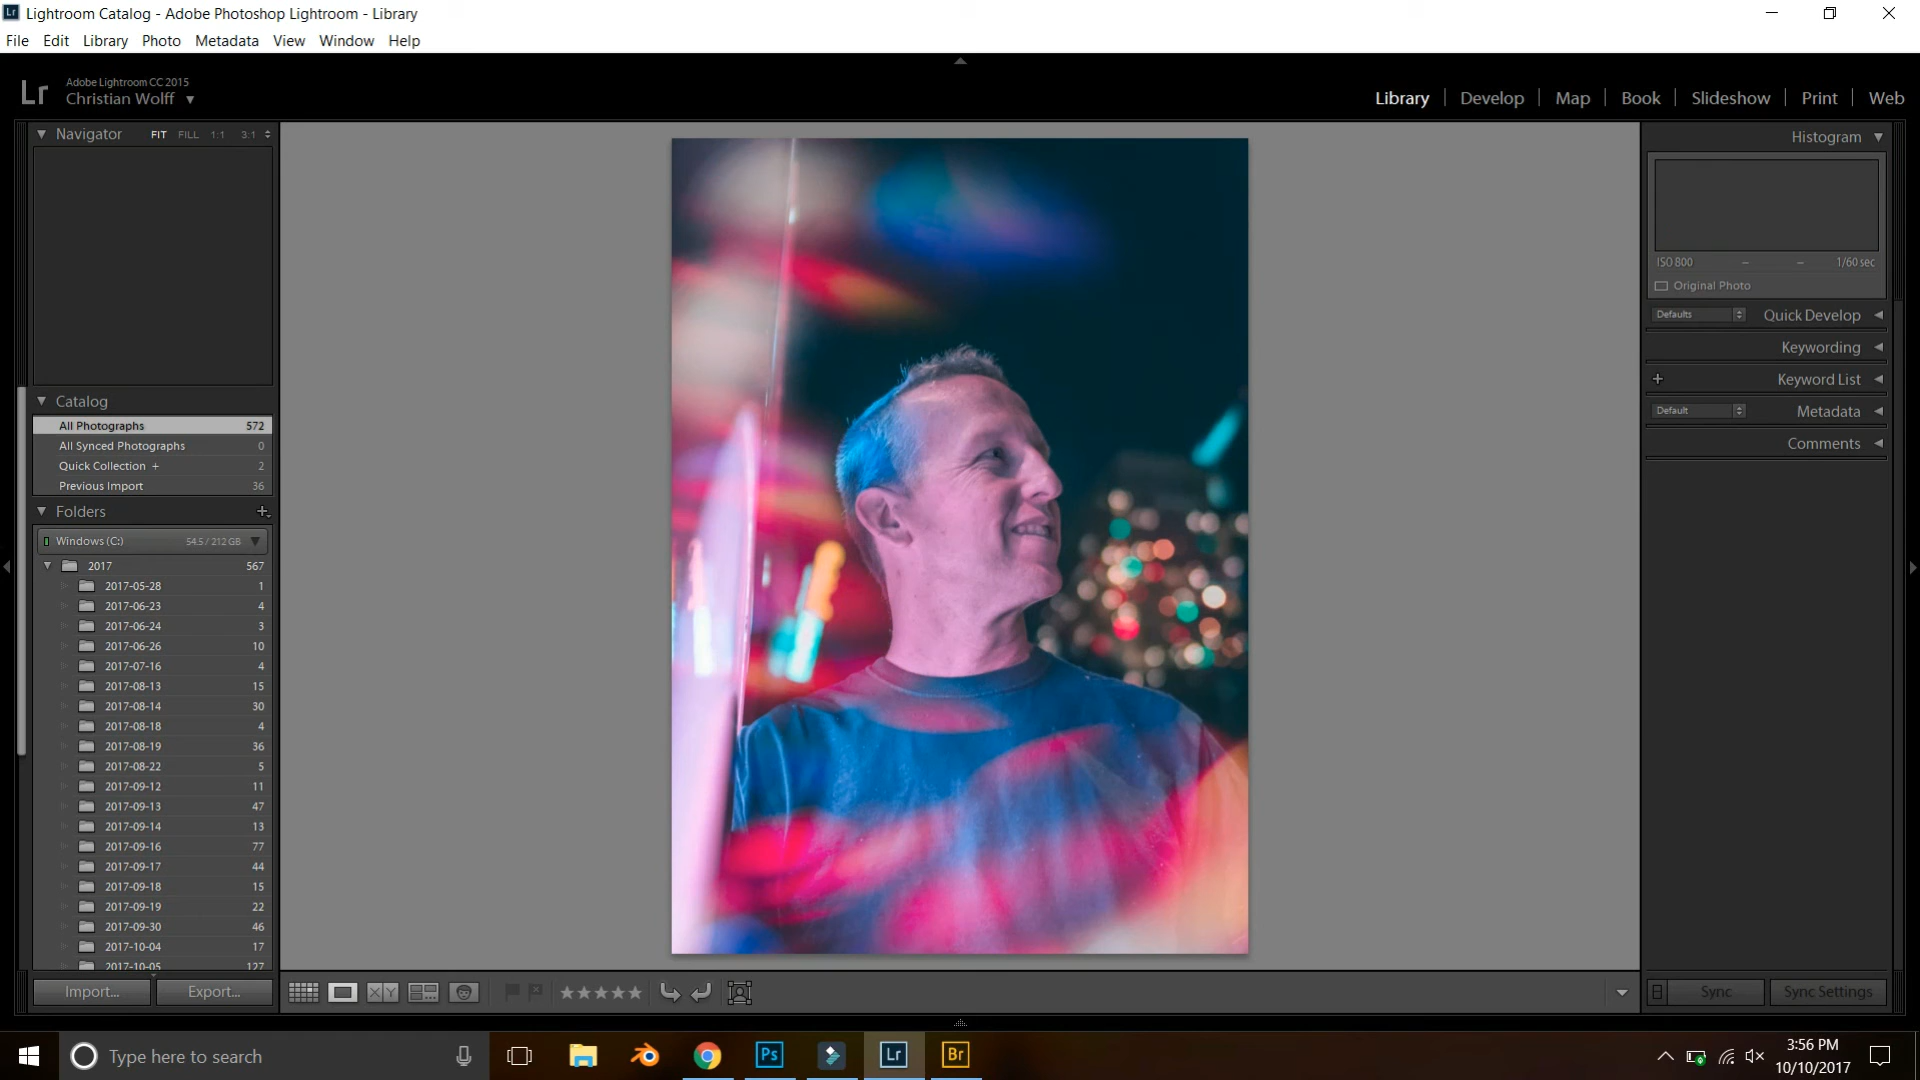 Lightroom Catalog - Adobe Photoshop Lightroom - Library
File Edit Library Photo Metadata View Window Help
Lr
Adobe Lightroom CC 2015
Christian Wolff
Library Develop Map Book Slideshow Print Web
Navigator FIT FILL 1:1 3:1
Histogram
ISO 800 – – 1/60 sec
Original Photo
Defaults Quick Develop
Keywording
+ Keyword List
Default Metadata
Comments
Catalog
All Photographs 572
All Synced Photographs 0
Quick Collection + 2
Previous Import 36
Folders +
Windows (C:) 54.5 / 212 GB
2017 567
2017-05-28 1
2017-06-23 4
2017-06-24 3
2017-06-26 10
2017-07-16 4
2017-08-13 15
2017-08-14 30
2017-08-18 4
2017-08-19 36
2017-08-22 5
2017-09-12 11
2017-09-13 47
2017-09-14 13
2017-09-16 77
2017-09-17 44
2017-09-18 15
2017-09-19 22
2017-09-30 46
2017-10-04 17
2017-10-05 127
Import... Export...
X Y
Sync Sync Settings
Type here to search
Ps Lr Br
3:56 PM
10/10/2017